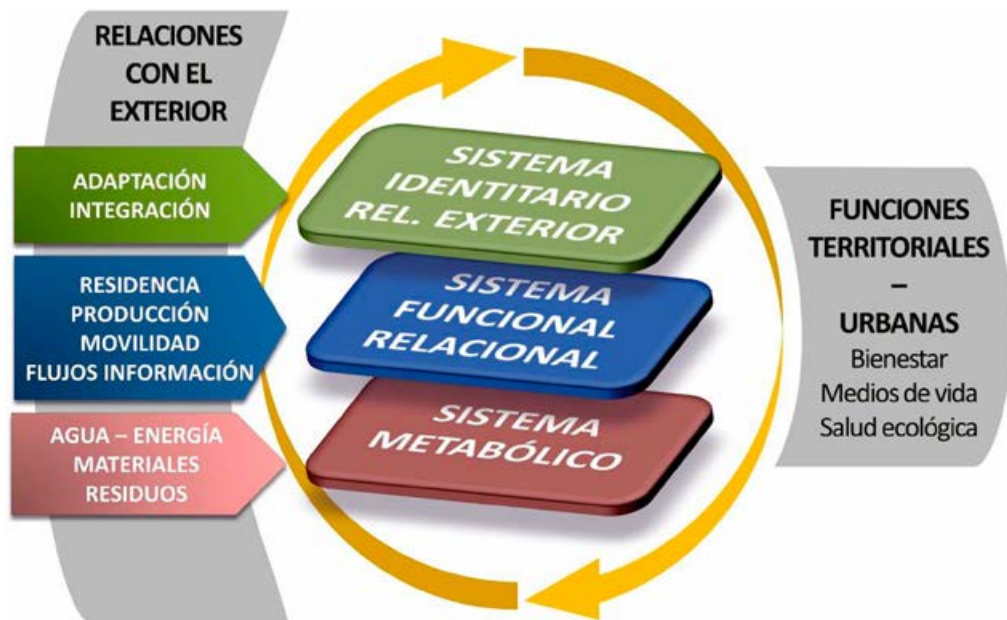 RELACIONES
CON EL
EXTERIOR
ADAPTACIÓN
INTEGRACIÓN
RESIDENCIA
PRODUCCIÓN
MOVILIDAD
FLUJOS INFORMACIÓN
AGUA – ENERGÍA
MATERIALES
RESIDUOS
SISTEMA
IDENTITARIO
REL. EXTERIOR
SISTEMA
FUNCIONAL
RELACIONAL
SISTEMA
METABÓLICO
FUNCIONES
TERRITORIALES
–
URBANAS
Bienestar
Medios de vida
Salud ecológica